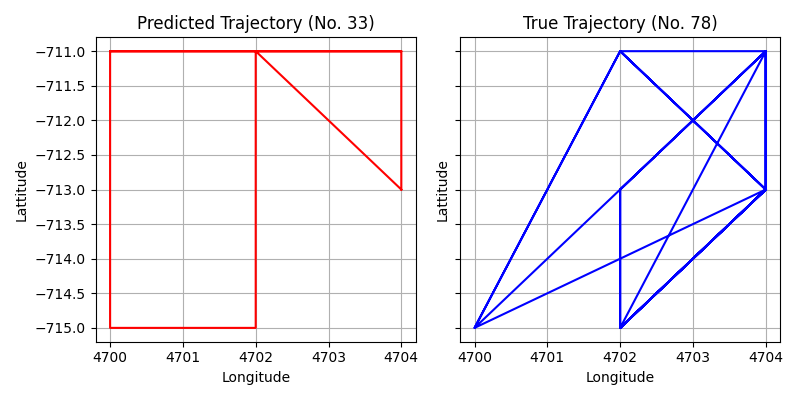 Predicted Trajectory (No. 33)
True Trajectory (No. 78)
−711.0
−711.5
−712.0
−712.5
−713.0
−713.5
−714.0
−714.5
−715.0
Lattitude
Lattitude
4700 4701 4702 4703 4704
4700 4701 4702 4703 4704
Longitude
Longitude